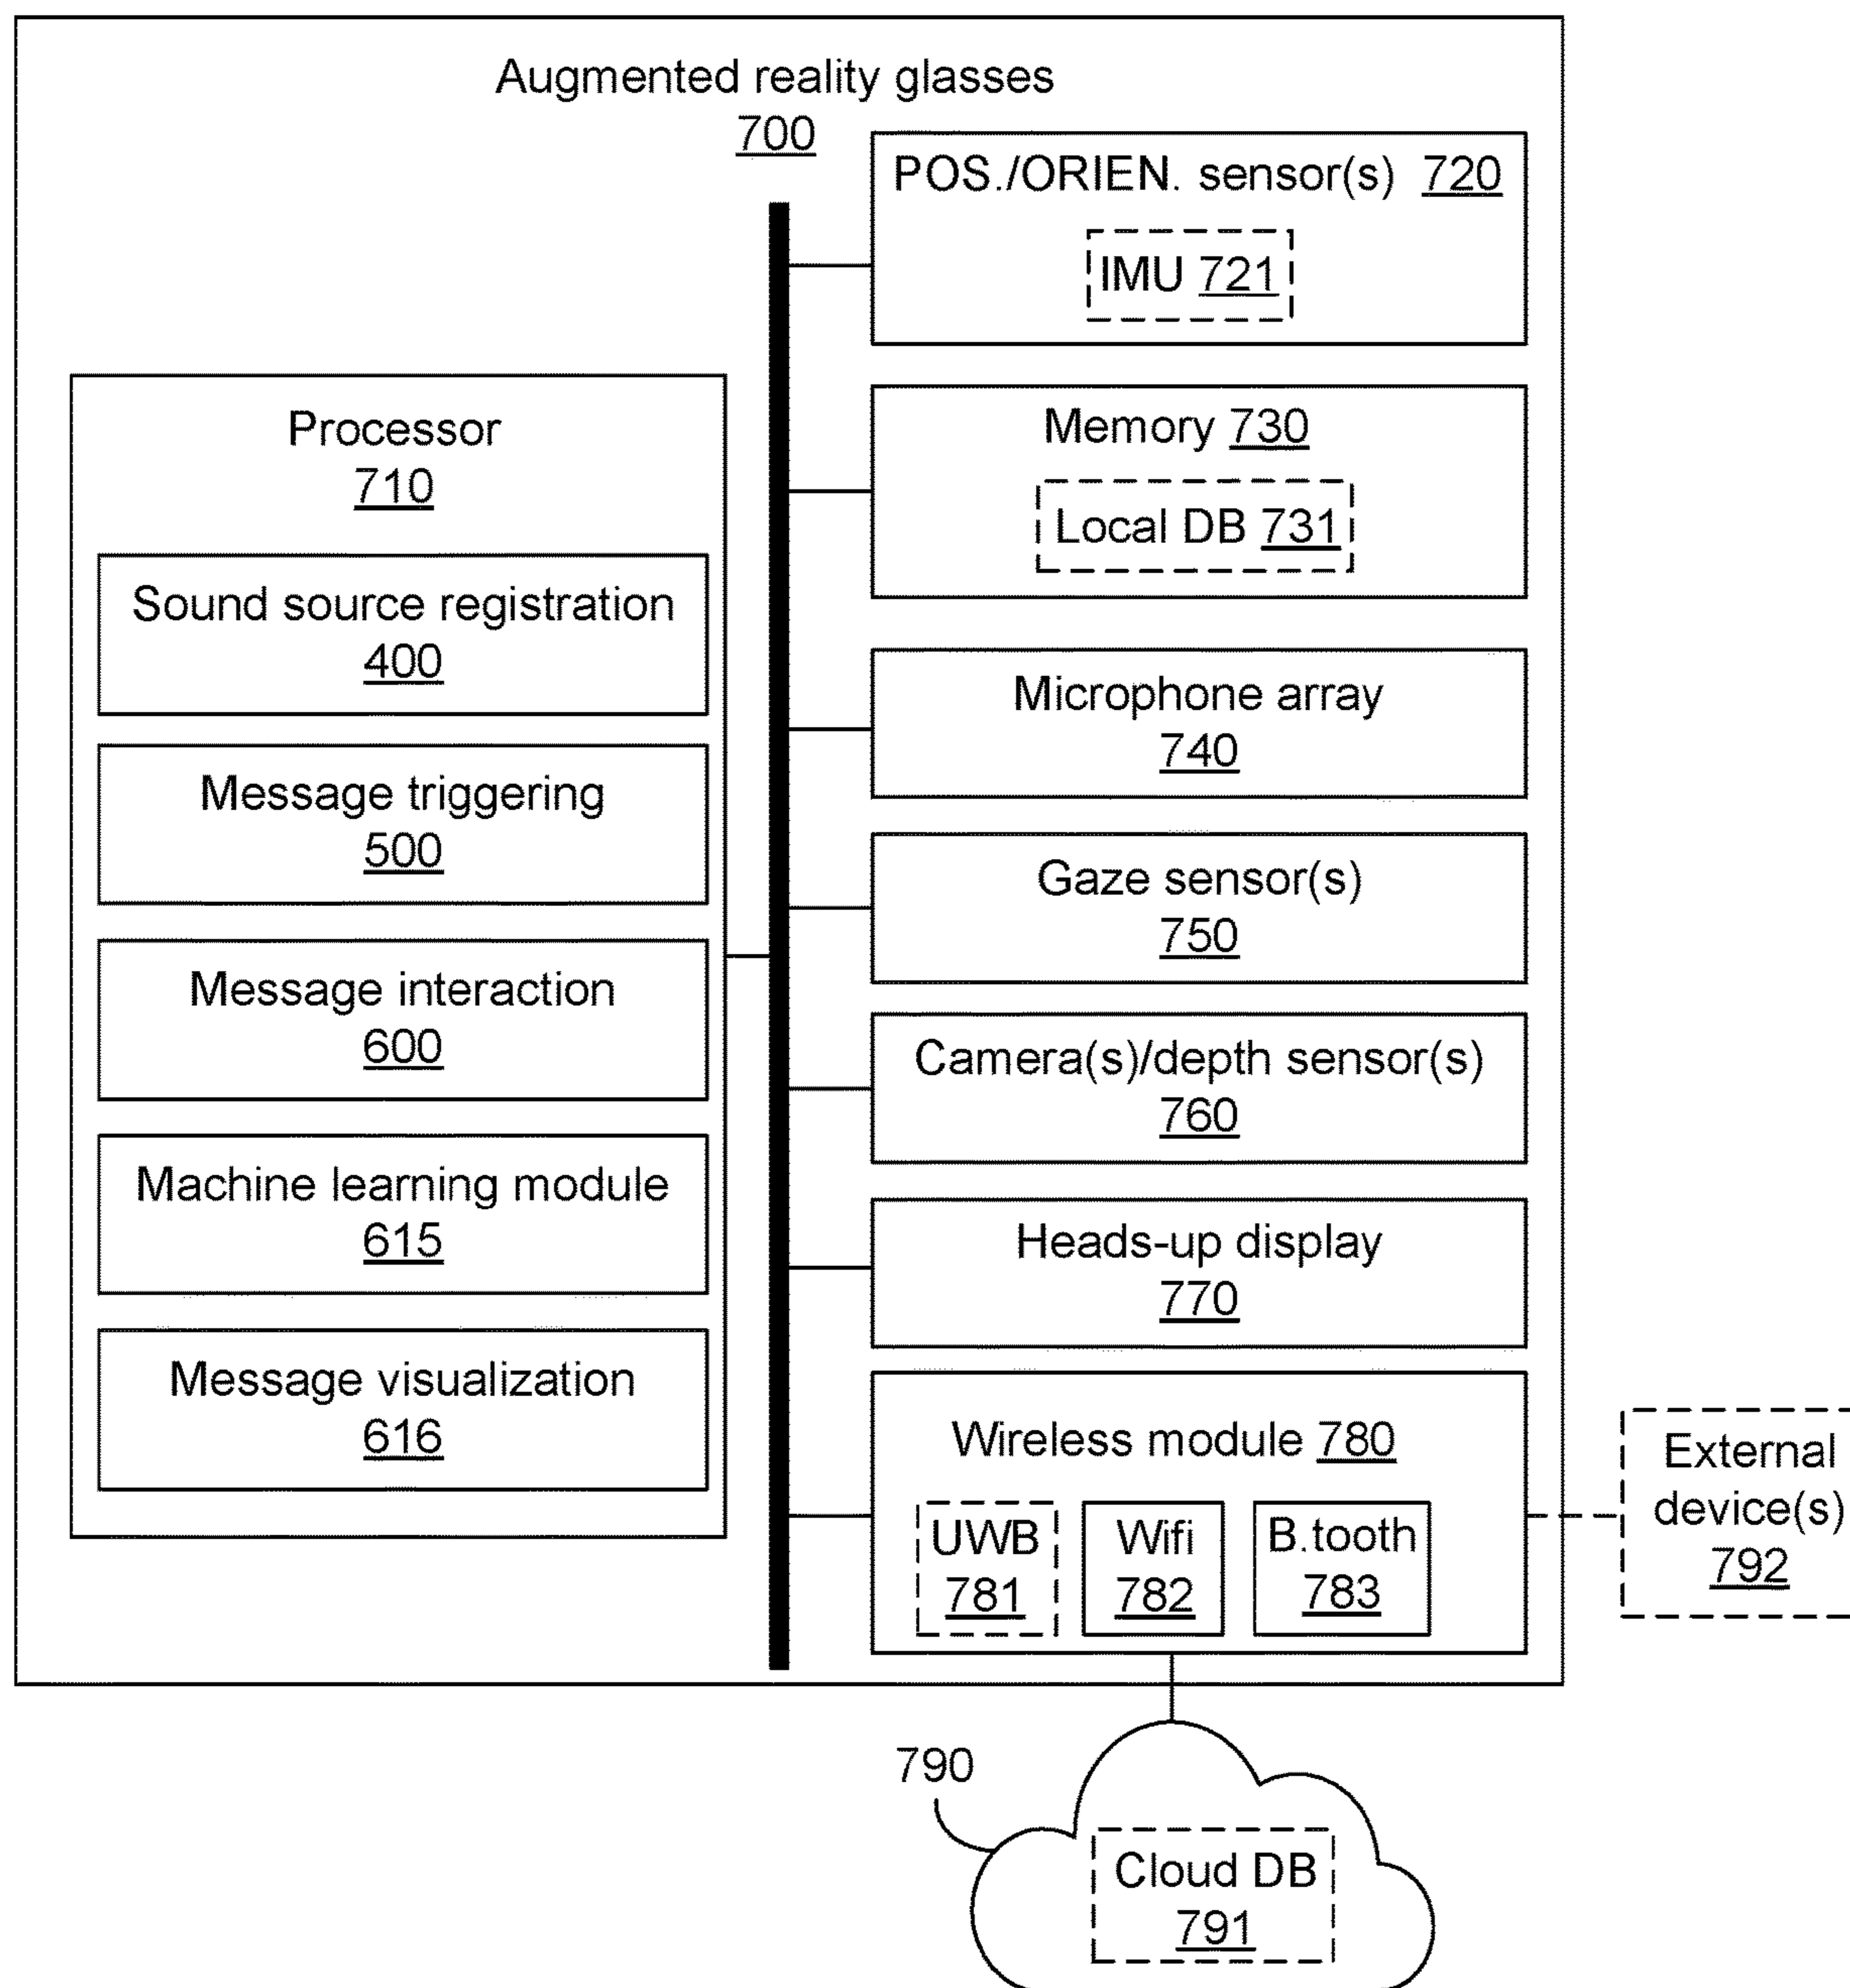 Augmented reality glasses
700
POS./ORIEN. sensor(s) 720
IMU 721
Processor
710
Sound source registration
400
Message triggering
500
Message interaction
600
Machine learning module
615
Message visualization
616
Memory 730
Local DB 731
Microphone array
740
Gaze sensor(s)
750
Camera(s)/depth sensor(s)
760
Heads-up display
770
Wireless module 780
UWB
781
Wifi
782
B.tooth
783
External
device(s)
792
790
Cloud DB
791